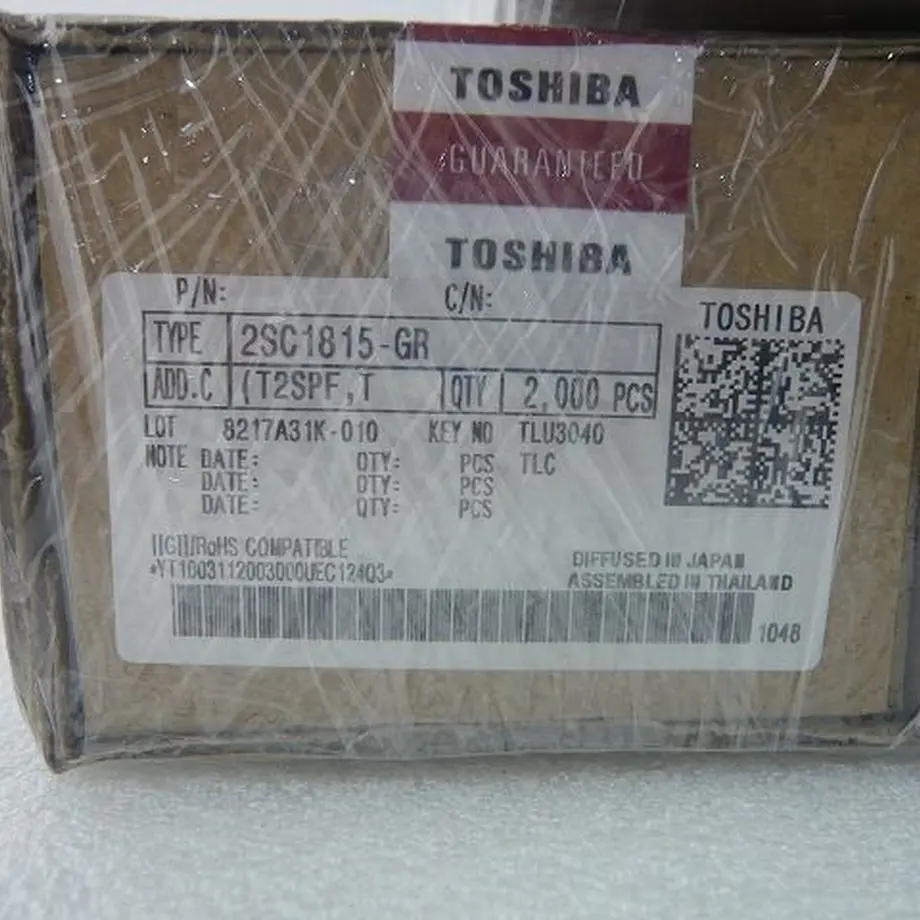 TOSHIBA
GUARANTEED
TOSHIBA
P/N: C/N:
TOSHIBA
TYPE 2SC1815-GR
ADD.C (T2SPF,T QTY 2,000 PCS
LOT 8217A31K-010 KEY NO TLU3040
NOTE DATE: QTY: PCS TLC
DATE: QTY: PCS
DATE: QTY: PCS
[[G]]/RoHS COMPATIBLE
DIFFUSED IN JAPAN
*YT1003112003000UEC12403*
ASSEMBLED IN THAILAND
1048